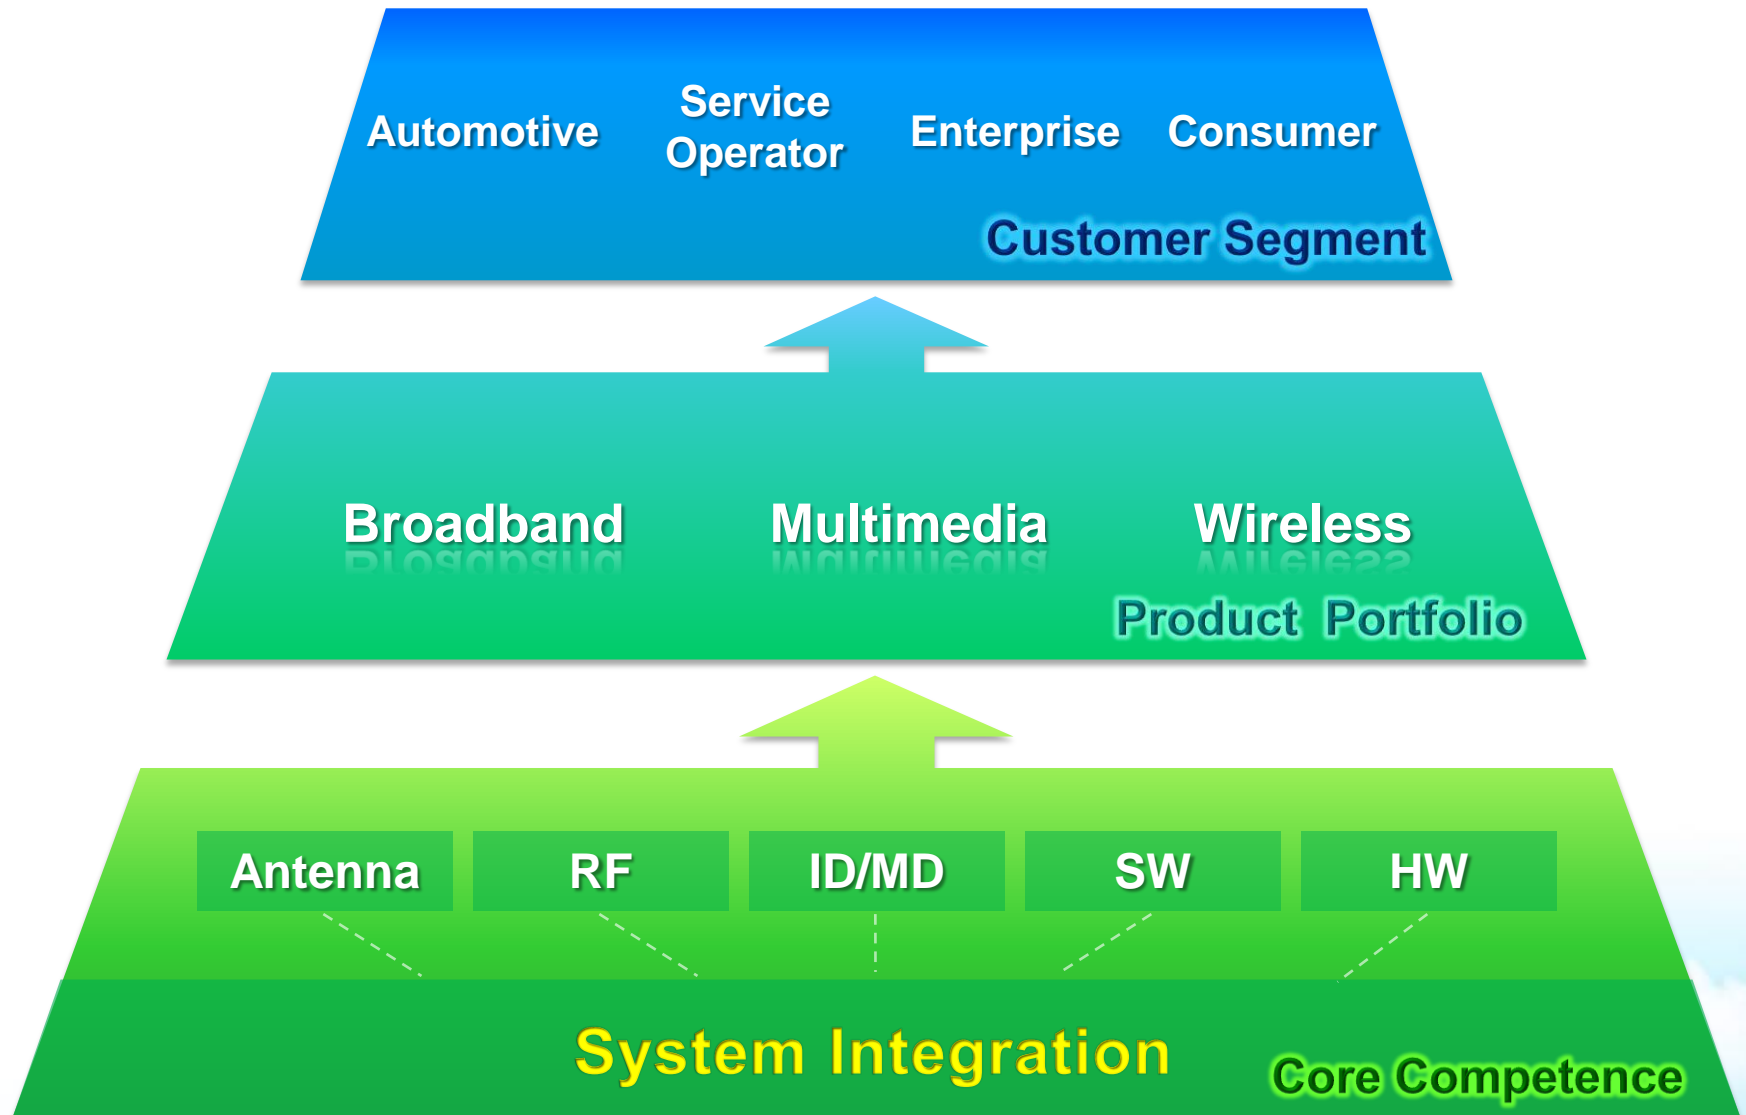 Automotive
Service
Operator
Enterprise
Consumer
Customer Segment
Broadband
Multimedia
Wireless
Product Portfolio
Antenna
RF
ID/MD
SW
HW
System Integration
Core Competence